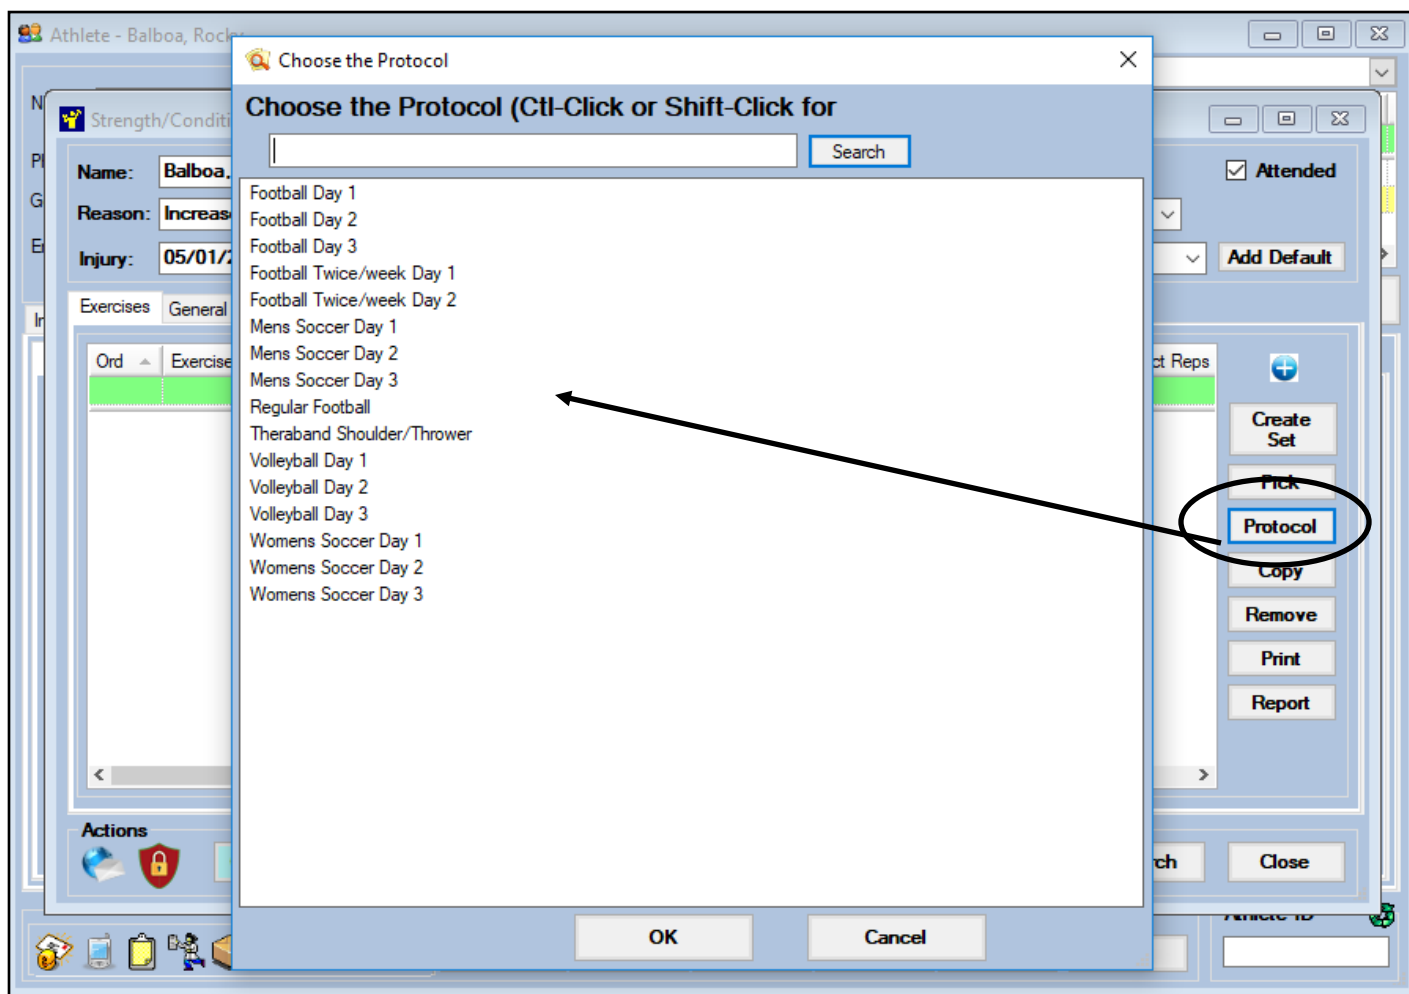 Athlete - Balboa, Rocky
Choose the Protocol
Choose the Protocol (Ctl-Click or Shift-Click for
Search
Strength/Conditi
Name:
Balboa,
Attended
Reason:
Increas
Injury:
05/01/2
Add Default
Exercises
General
Ord
Exercise
ct Reps
Football Day 1
Football Day 2
Football Day 3
Football Twice/week Day 1
Football Twice/week Day 2
Mens Soccer Day 1
Mens Soccer Day 2
Mens Soccer Day 3
Regular Football
Theraband Shoulder/Thrower
Volleyball Day 1
Volleyball Day 2
Volleyball Day 3
Womens Soccer Day 1
Womens Soccer Day 2
Womens Soccer Day 3
Create
Set
Pick
Protocol
Copy
Remove
Print
Report
Actions
rch
Close
Athlete ID
OK
Cancel